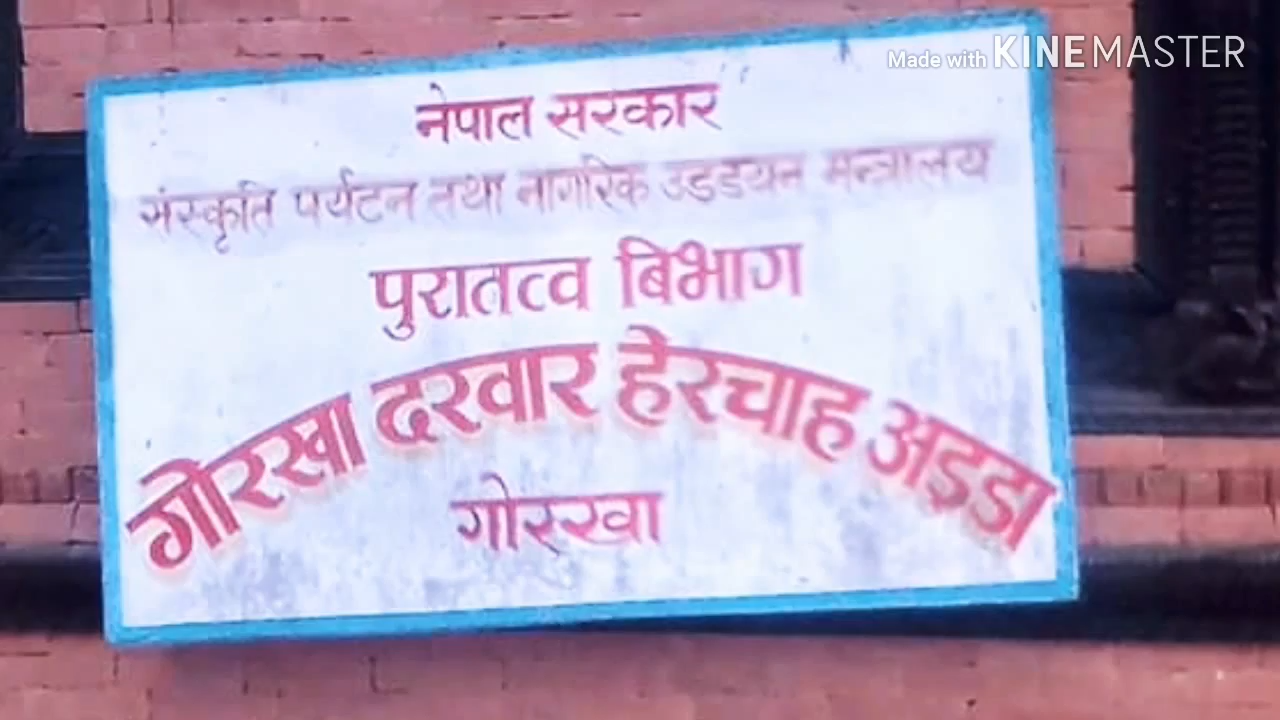 Made with KINEMASTER
नेपाल सरकार
संस्कृति पर्यटन तथा नागरिक उडडयन मन्त्रालय
पुरातत्व बिभाग
गोरखा दरवार हेरचाह अड्डा
गोरखा